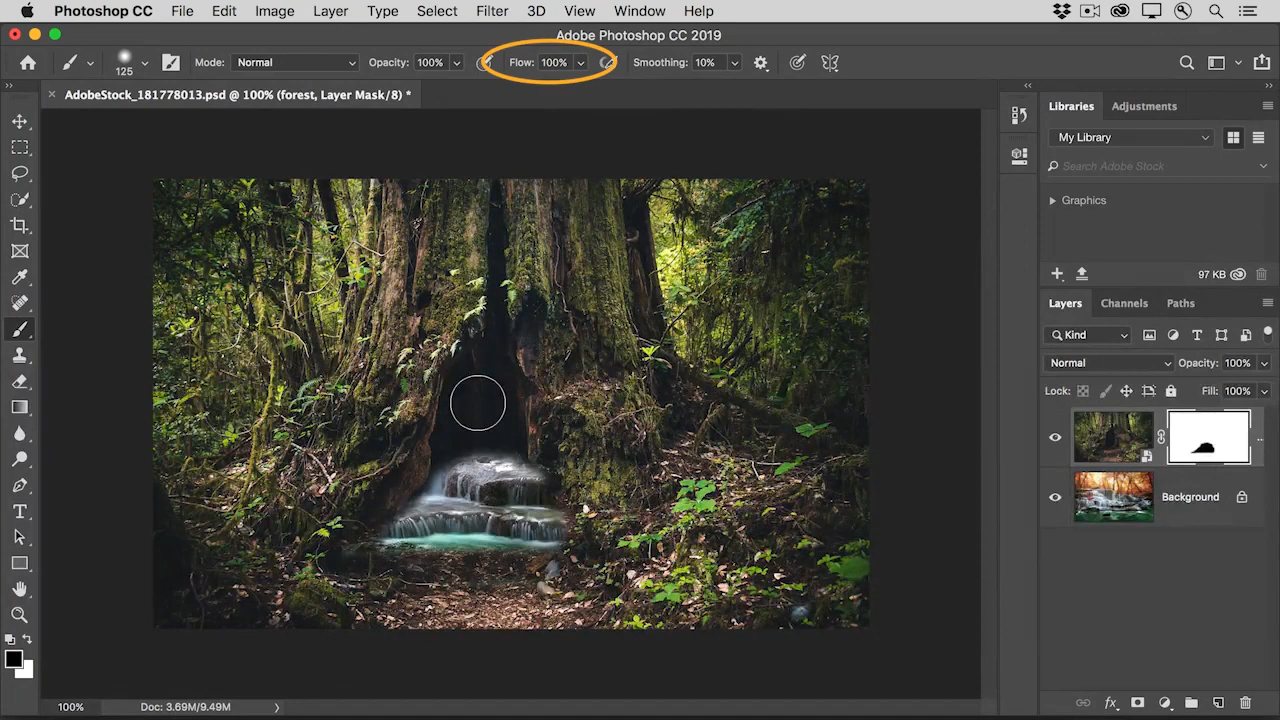 Photoshop CC File Edit Image Layer Type Select Filter 3D View Window Help
Adobe Photoshop CC 2019
125 Mode: Normal Opacity: 100% Flow: 100% Smoothing: 10%
AdobeStock_181778013.psd @ 100% (forest, Layer Mask/8) *
Libraries Adjustments
My Library
Search Adobe Stock
Graphics
97 KB
Layers Channels Paths
Kind
Normal Opacity: 100%
Lock: Fill: 100%
Background
100% Doc: 3.69M/9.49M